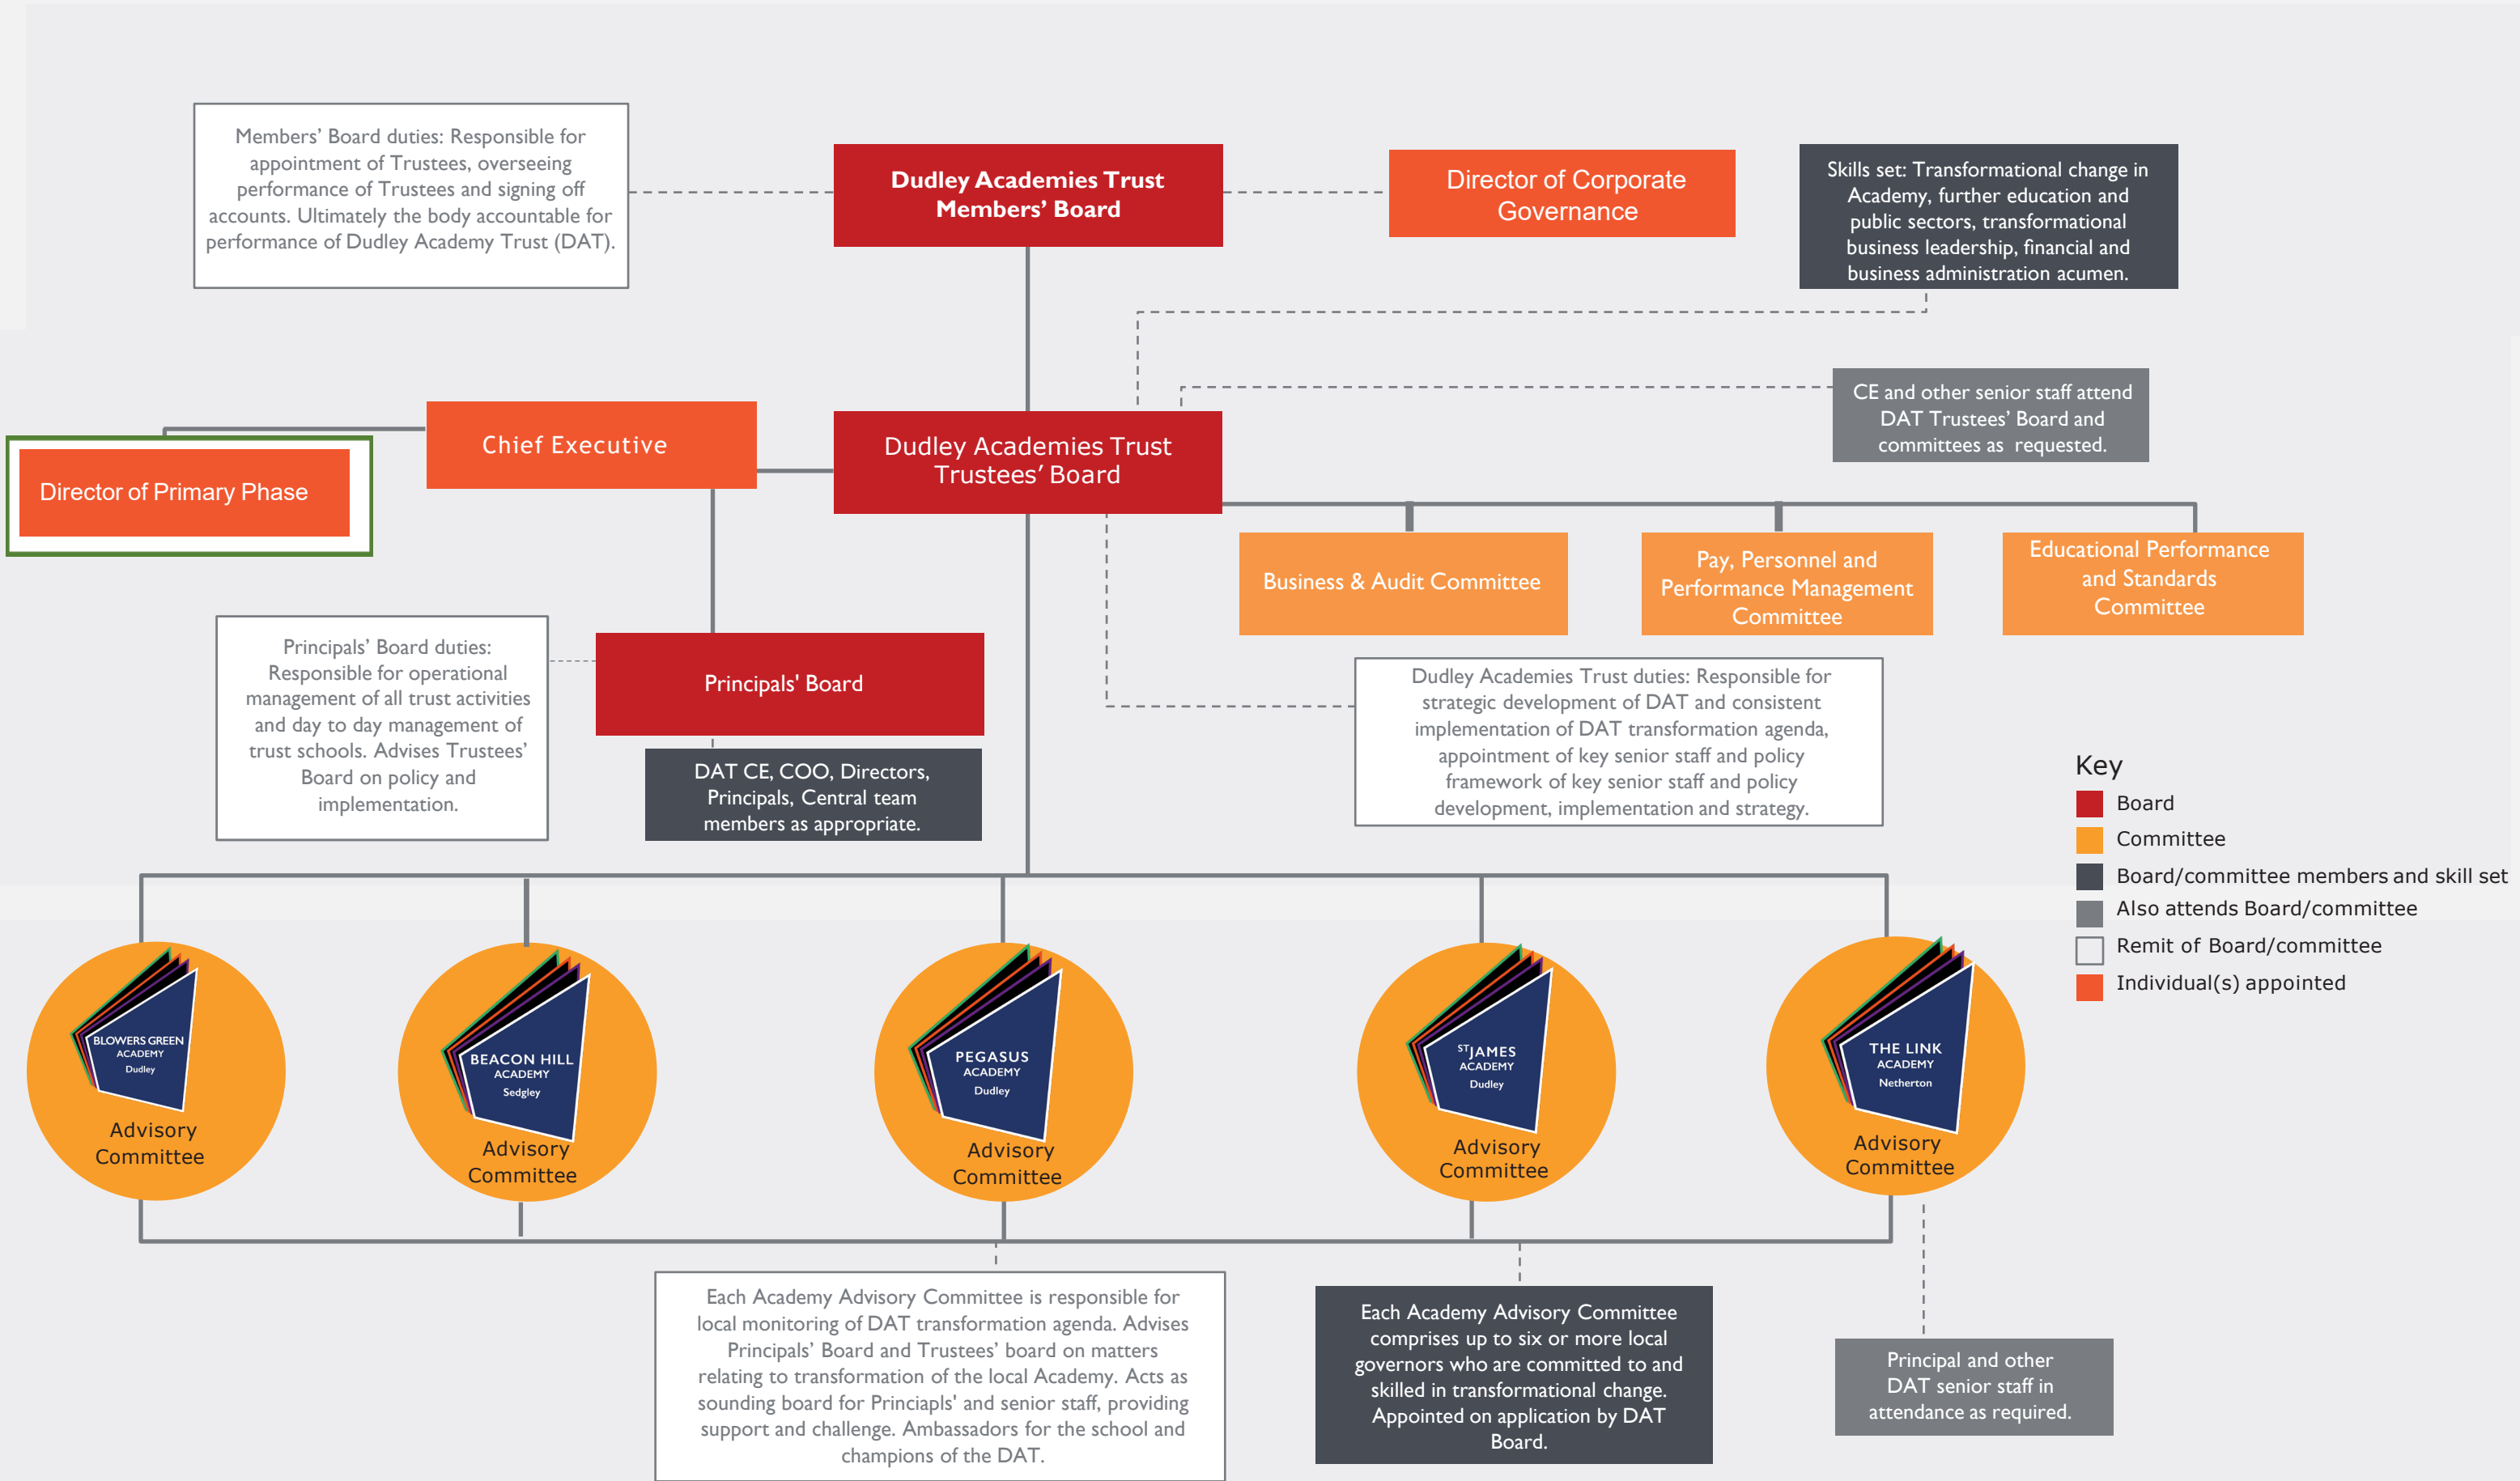 Members’ Board duties: Responsible for
appointment of Trustees, overseeing
performance of Trustees and signing off
accounts. Ultimately the body accountable for
performance of Dudley Academy Trust (DAT).
Dudley Academies Trust
Members’ Board
Director of Corporate
Governance
Skills set: Transformational change in
Academy, further education and
public sectors, transformational
business leadership, financial and
business administration acumen.
CE and other senior staff attend
DAT Trustees’ Board and
committees as requested.
Chief Executive
Dudley Academies Trust
Trustees’ Board
Director of Primary Phase
Business & Audit Committee
Pay, Personnel and
Performance Management
Committee
Educational Performance
and Standards
Committee
Principals’ Board duties:
Responsible for operational
management of all trust activities
and day to day management of
trust schools. Advises Trustees’
Board on policy and
implementation.
Principals' Board
DAT CE, COO, Directors,
Principals, Central team
members as appropriate.
Dudley Academies Trust duties: Responsible for
strategic development of DAT and consistent
implementation of DAT transformation agenda,
appointment of key senior staff and policy
framework of key senior staff and policy
development, implementation and strategy.
Key
Board
Committee
Board/committee members and skill set
Also attends Board/committee
Remit of Board/committee
Individual(s) appointed
BLOWERS GREEN
ACADEMY
Dudley
Advisory
Committee
BEACON HILL
ACADEMY
Sedgley
Advisory
Committee
PEGASUS
ACADEMY
Dudley
Advisory
Committee
ST JAMES
ACADEMY
Dudley
Advisory
Committee
THE LINK
ACADEMY
Netherton
Advisory
Committee
Each Academy Advisory Committee is responsible for
local monitoring of DAT transformation agenda. Advises
Principals’ Board and Trustees’ board on matters
relating to transformation of the local Academy. Acts as
sounding board for Princiapls' and senior staff, providing
support and challenge. Ambassadors for the school and
champions of the DAT.
Each Academy Advisory Committee
comprises up to six or more local
governors who are committed to and
skilled in transformational change.
Appointed on application by DAT
Board.
Principal and other
DAT senior staff in
attendance as required.